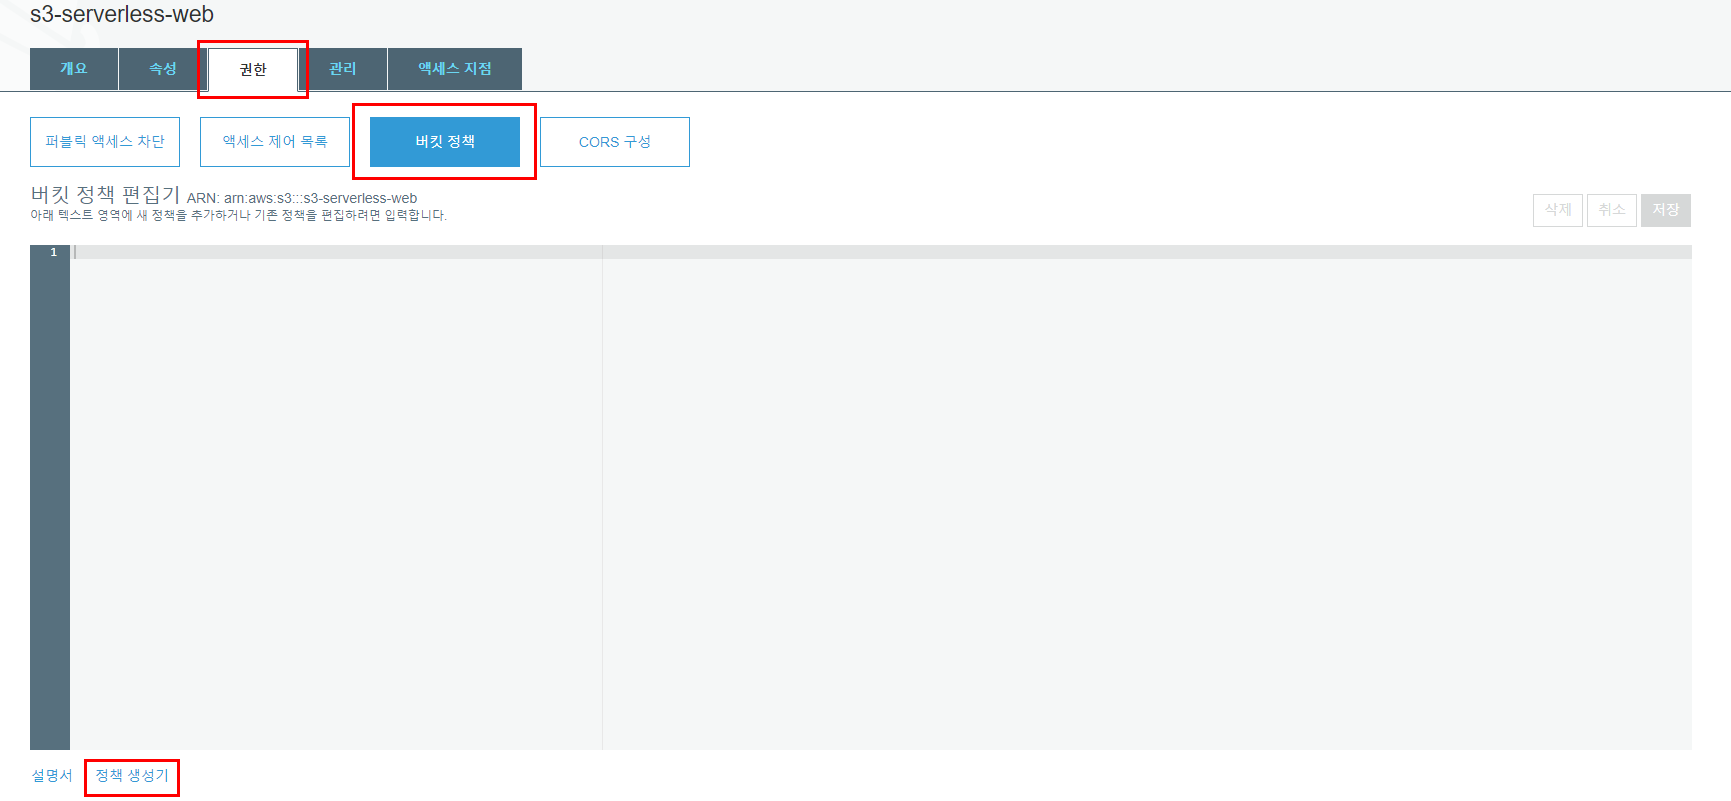 s3-serverless-web
개요 속성 권한 관리 액세스 지점
퍼블릭 액세스 차단 액세스 제어 목록 버킷 정책 CORS 구성
버킷 정책 편집기 ARN: arn:aws:s3:::s3-serverless-web
아래 텍스트 영역에 새 정책을 추가하거나 기존 정책을 편집하려면 입력합니다.
삭제 취소 저장
1
설명서 정책 생성기